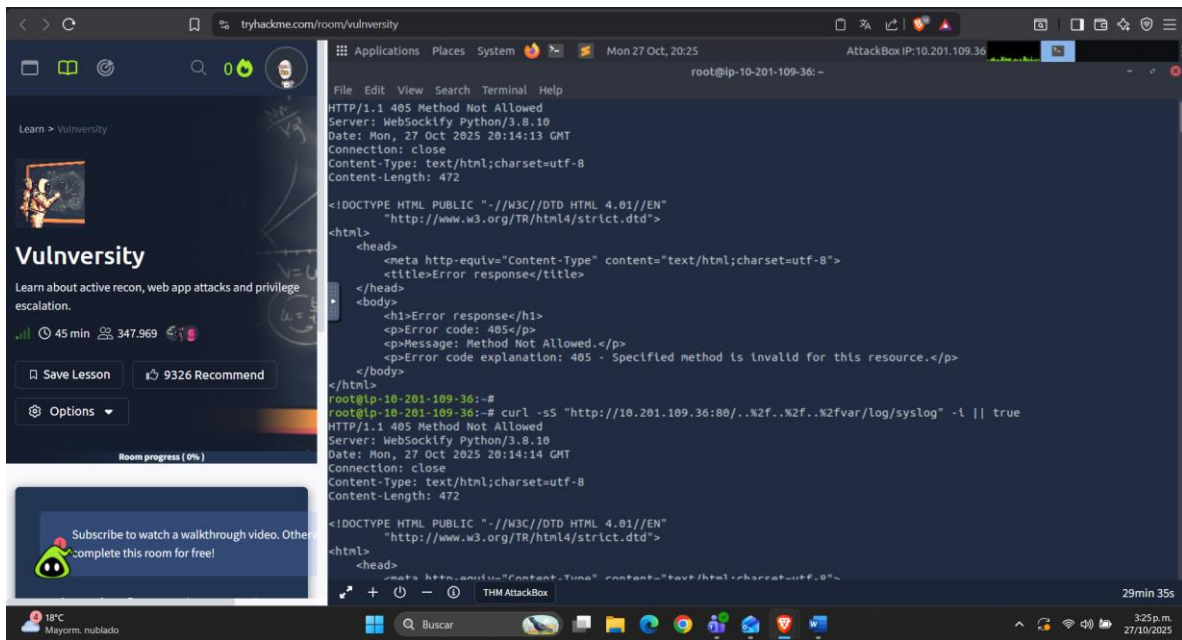 tryhackme.com/room/vulnversity
Applications Places System Mon 27 Oct, 20:25 AttackBox IP:10.201.109.36
root@ip-10-201-109-36: ~
File Edit View Search Terminal Help
0
Learn > Vulnversity
Vulnversity
Learn about active recon, web app attacks and privilege
escalation.
45 min 347.969
Save Lesson 9326 Recommend
Options
Room progress ( 0% )
Subscribe to watch a walkthrough video. Other
complete this room for free!
HTTP/1.1 405 Method Not Allowed
Server: WebSockify Python/3.8.10
Date: Mon, 27 Oct 2025 20:14:13 GMT
Connection: close
Content-Type: text/html;charset=utf-8
Content-Length: 472
<!DOCTYPE HTML PUBLIC "-//W3C//DTD HTML 4.01//EN"
"http://www.w3.org/TR/html4/strict.dtd">
<html>
<head>
<meta http-equiv="Content-Type" content="text/html;charset=utf-8">
<title>Error response</title>
</head>
<body>
<h1>Error response</h1>
<p>Error code: 405</p>
<p>Message: Method Not Allowed.</p>
<p>Error code explanation: 405 - Specified method is invalid for this resource.</p>
</body>
</html>
root@ip-10-201-109-36:~#
root@ip-10-201-109-36:~# curl -sS "http://10.201.109.36:80/..%2f..%2f..%2fvar/log/syslog" -i || true
HTTP/1.1 405 Method Not Allowed
Server: WebSockify Python/3.8.10
Date: Mon, 27 Oct 2025 20:14:14 GMT
Connection: close
Content-Type: text/html;charset=utf-8
Content-Length: 472
<!DOCTYPE HTML PUBLIC "-//W3C//DTD HTML 4.01//EN"
"http://www.w3.org/TR/html4/strict.dtd">
<html>
<head>
<meta http-equiv="Content-Type" content="text/html;charset=utf-8">
THM AttackBox 29min 35s
18°C
Mayorm. nublado
Buscar
3:25 p.m.
27/10/2025